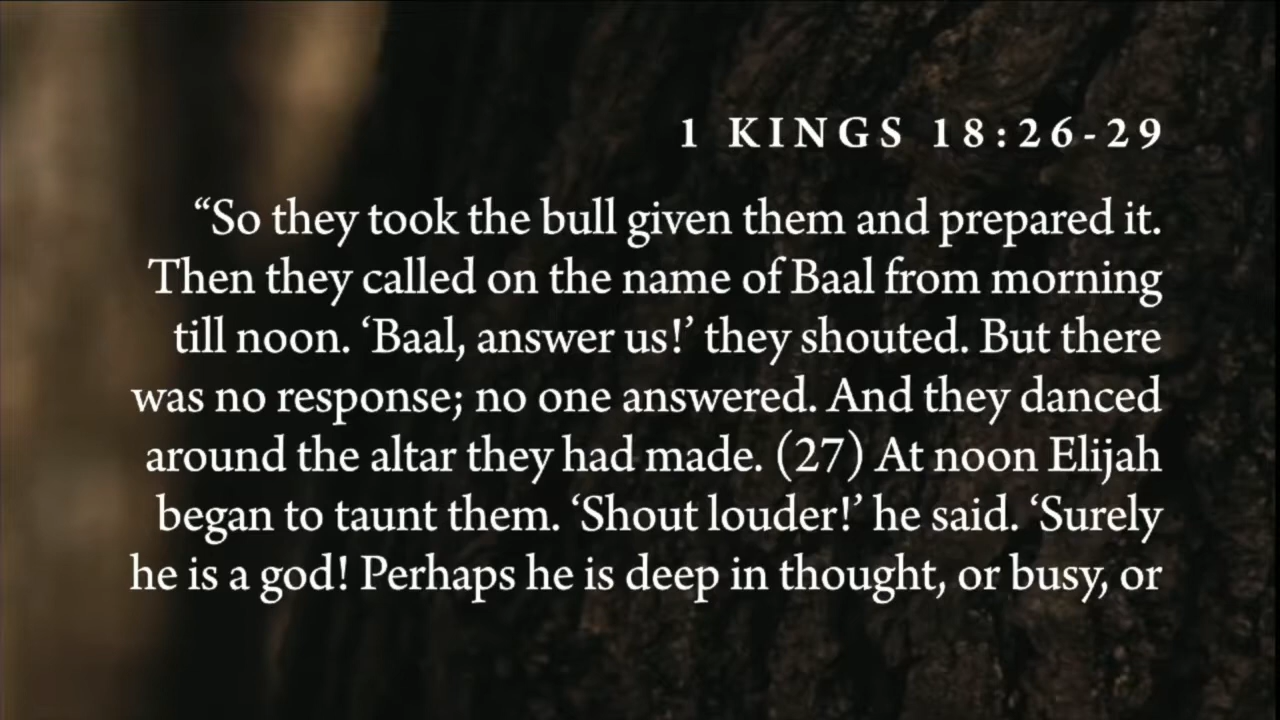 1 KINGS 18:26-29
“So they took the bull given them and prepared it.
Then they called on the name of Baal from morning
till noon. ‘Baal, answer us!’ they shouted. But there
was no response; no one answered. And they danced
around the altar they had made. (27) At noon Elijah
began to taunt them. ‘Shout louder!’ he said. ‘Surely
he is a god! Perhaps he is deep in thought, or busy, or